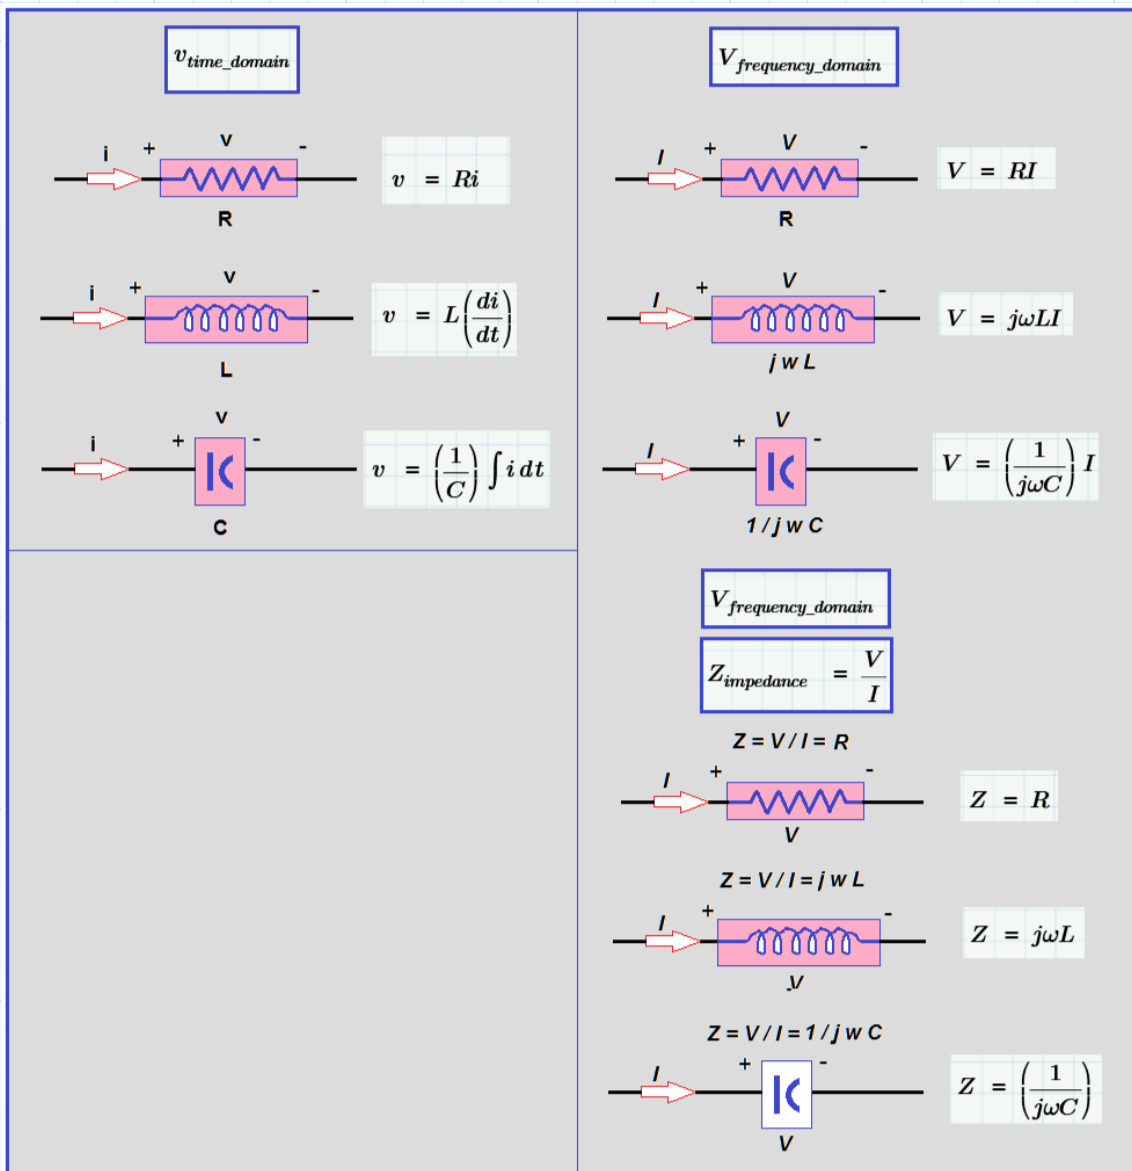 v_time_domain
i + v -
R
v = Ri
i + v -
L
v = L(di/dt)
i + v -
C
v = (1/C) ∫ i dt
V_frequency_domain
I + V -
R
V = RI
I + V -
j w L
V = jωLI
I + V -
1 / j w C
V = (1/jωC) I
V_frequency_domain
Z_impedance = V/I
Z = V / I = R
I + -
V
Z = R
Z = V / I = j w L
I + -
V
Z = jωL
Z = V / I = 1 / j w C
I + -
V
Z = (1/jωC)